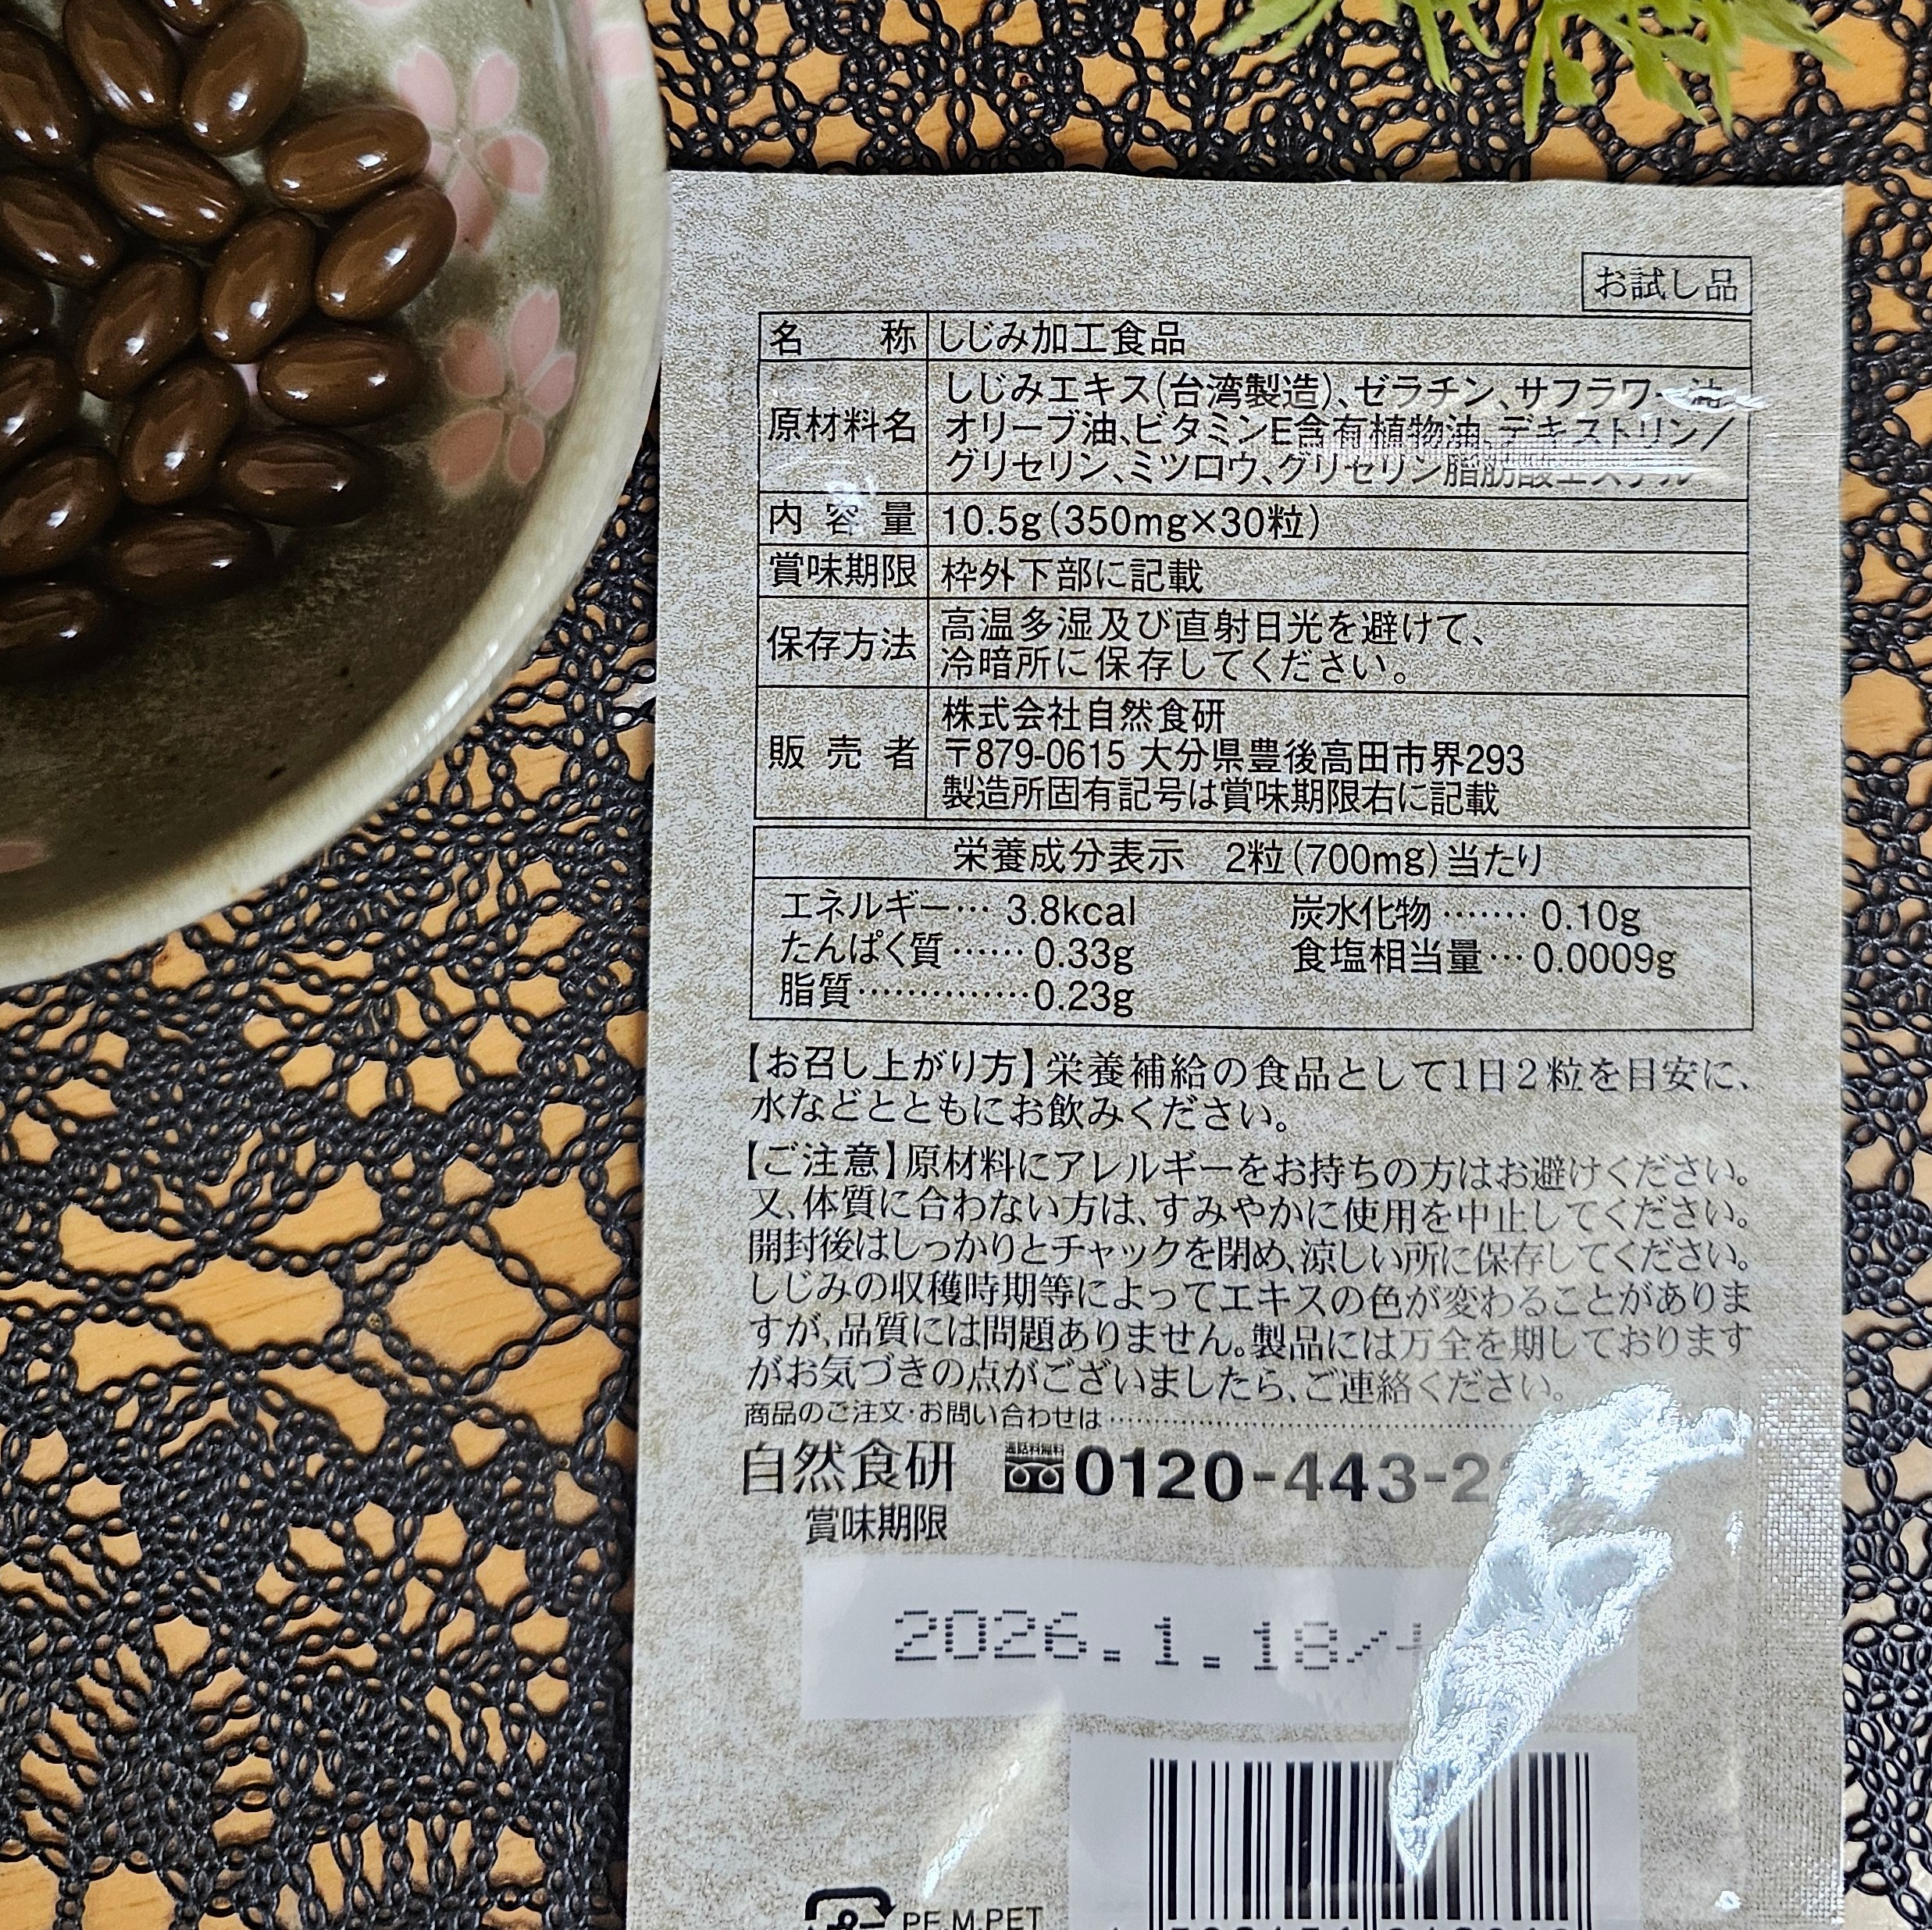 お試し品
名称 しじみ加工食品
原材料名 しじみエキス(台湾製造)、ゼラチン、サフラワー油、
オリーブ油、ビタミンE含有植物油、デキストリン/
グリセリン、ミツロウ、グリセリン脂肪酸エステル
内容量 10.5g(350mg×30粒)
賞味期限 枠外下部に記載
保存方法 高温多湿及び直射日光を避けて、
冷暗所に保存してください。
販売者 株式会社自然食研
〒879-0615 大分県豊後高田市界293
製造所固有記号は賞味期限右に記載
栄養成分表示 2粒(700mg)当たり
エネルギー… 3.8kcal 炭水化物……… 0.10g
たんぱく質……0.33g 食塩相当量…0.0009g
脂質……………0.23g
【お召し上がり方】栄養補給の食品として1日2粒を目安に、
水などとともにお飲みください。
【ご注意】原材料にアレルギーをお持ちの方はお避けください。
又、体質に合わない方は、すみやかに使用を中止してください。
開封後はしっかりとチャックを閉め、涼しい所に保存してください。
しじみの収穫時期等によってエキスの色が変わることがありま
すが、品質には問題ありません。製品には万全を期しております
がお気づきの点がございましたら、ご連絡ください。
商品のご注文・お問い合わせは
自然食研 通話料無料 0120-443-2
賞味期限
2026.1.18/
PE,M,PET